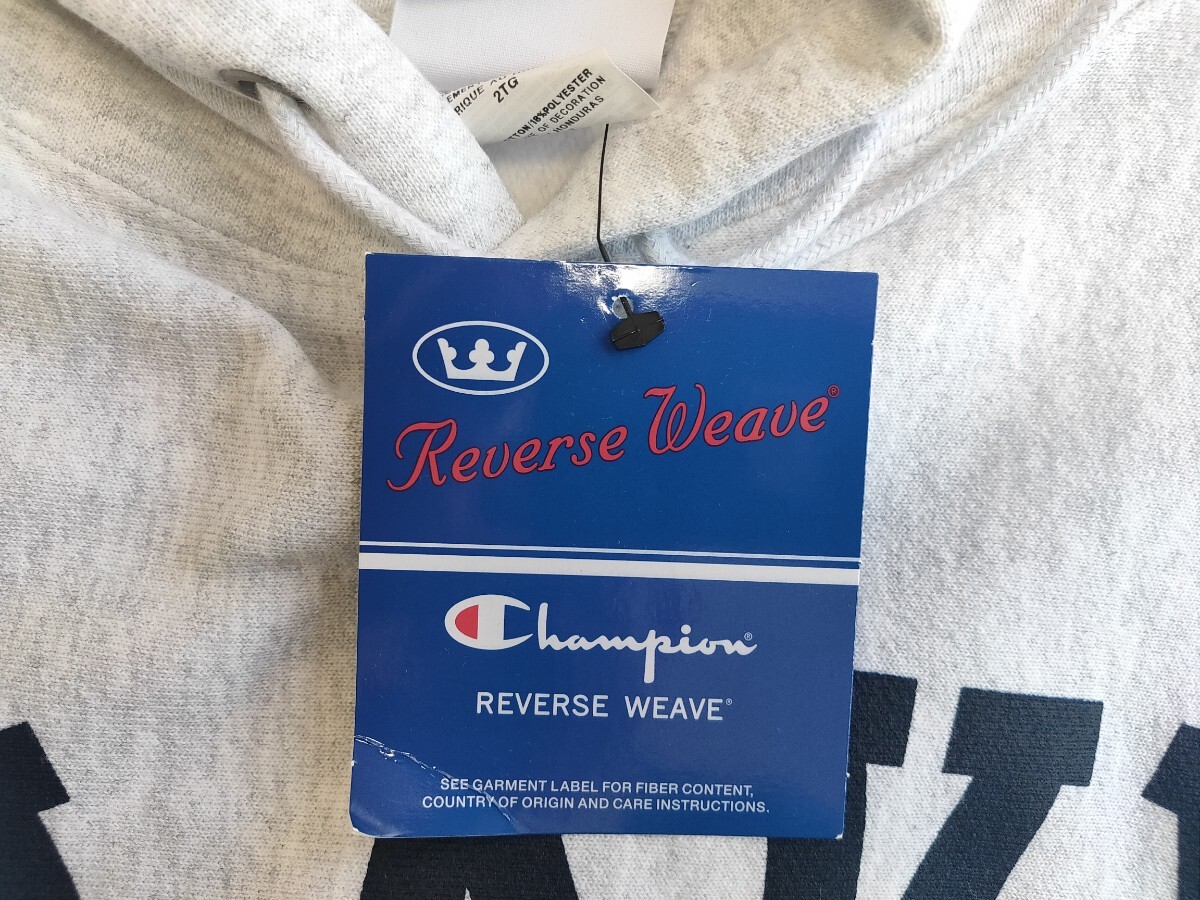 2TG
18%POLYESTER
OF DECORATION
HONDURAS
Reverse Weave®
Champion®
REVERSE WEAVE®
SEE GARMENT LABEL FOR FIBER CONTENT,
COUNTRY OF ORIGIN AND CARE INSTRUCTIONS.